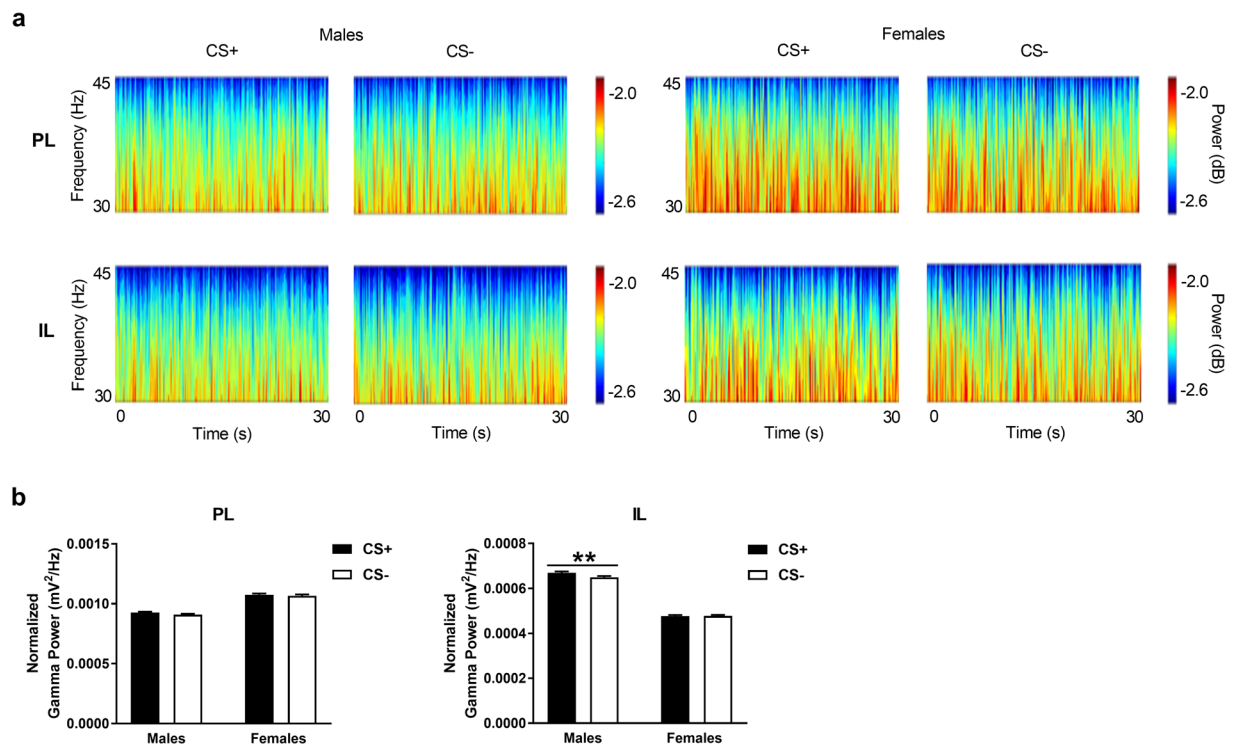 a
Males
Females
CS+
CS-
CS+
CS-
PL
Frequency (Hz)
45
30
-2.0
-2.6
45
30
-2.0
-2.6
Power (dB)
IL
Frequency (Hz)
45
30
0
30
Time (s)
0
30
-2.0
-2.6
45
30
0
30
Time (s)
0
30
Time (s)
-2.0
-2.6
Power (dB)
b
PL
Normalized
Gamma Power (mV²/Hz)
0.0015
0.0010
0.0005
0.0000
Males
Females
CS+
CS-
IL
Normalized
Gamma Power (mV²/Hz)
0.0008
0.0006
0.0004
0.0002
0.0000
**
Males
Females
CS+
CS-